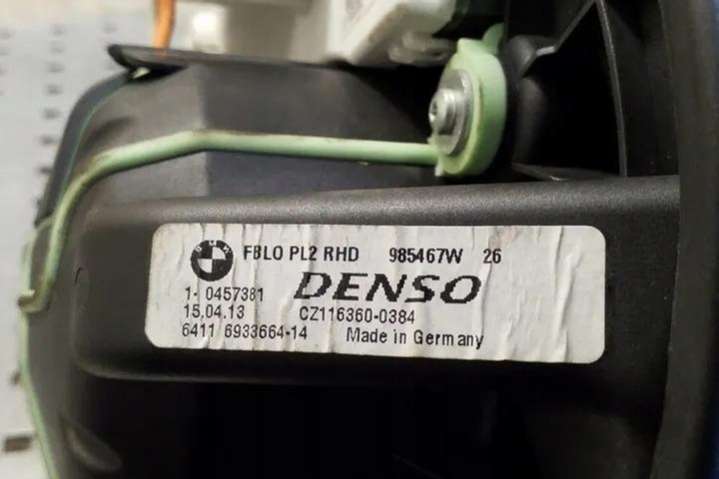 BMW FBLO PL2 RHD 985467W 26
1- 0457381 DENSO
15.04.13 CZ116360-0384
6411 6933664-14 Made in Germany